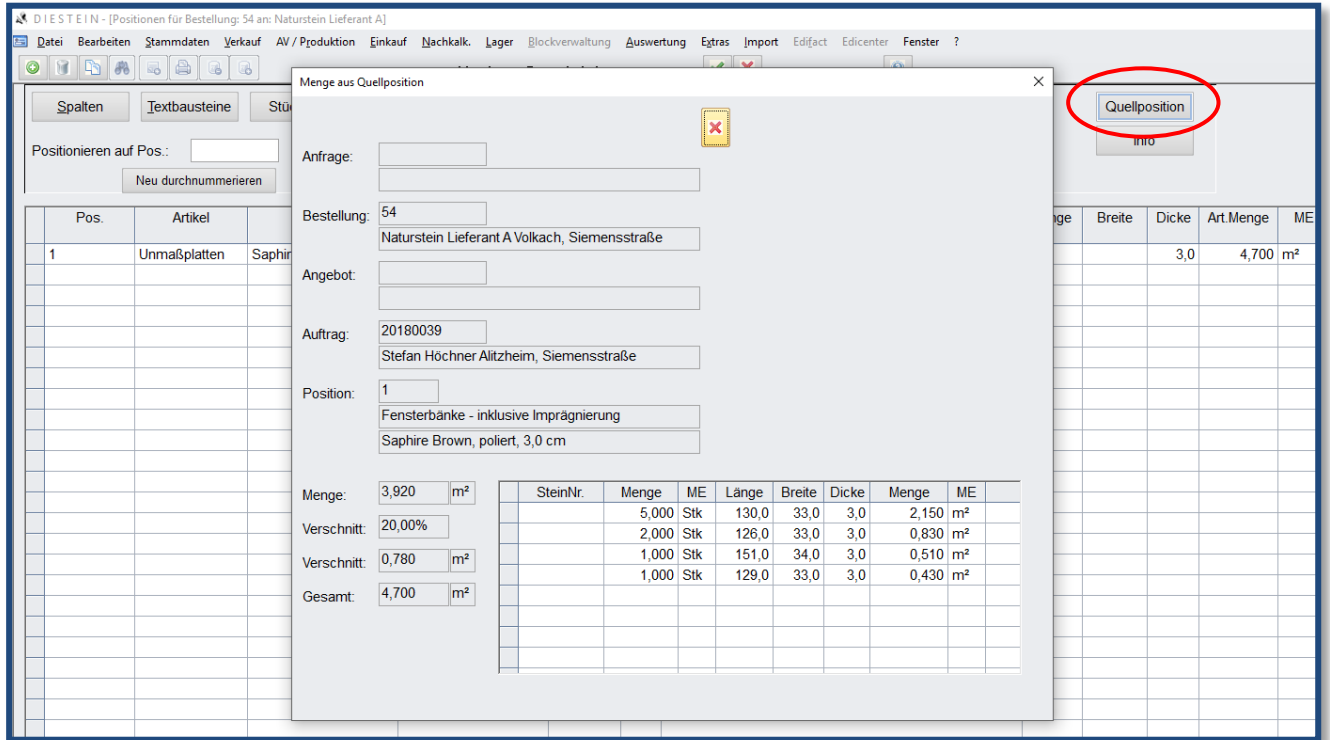 D I E S T E I N - [Positionen für Bestellung: 54 an: Naturstein Lieferant A]
Datei Bearbeiten Stammdaten Verkauf AV / Produktion Einkauf Nachkalk. Lager Blockverwaltung Auswertung Extras Import Edifact Edicenter Fenster ?
Menge aus Quellposition
Spalten Textbausteine Quellposition
Positionieren auf Pos.:
Neu durchnummerieren
Anfrage:
Bestellung: 54
Naturstein Lieferant A Volkach, Siemensstraße
Pos. Artikel Breite Dicke Art.Menge ME
1 Unmaßplatten 3,0 4,700 m²
Angebot:
Auftrag: 20180039
Stefan Höchner Alitzheim, Siemensstraße
Position: 1
Fensterbänke - inklusive Imprägnierung
Saphire Brown, poliert, 3,0 cm
Menge: 3,920 m²
Verschnitt: 20,00%
Verschnitt: 0,780 m²
Gesamt: 4,700 m²
SteinNr. Menge ME Länge Breite Dicke Menge ME
5,000 Stk 130,0 33,0 3,0 2,150 m²
2,000 Stk 126,0 33,0 3,0 0,830 m²
1,000 Stk 151,0 34,0 3,0 0,510 m²
1,000 Stk 129,0 33,0 3,0 0,430 m²